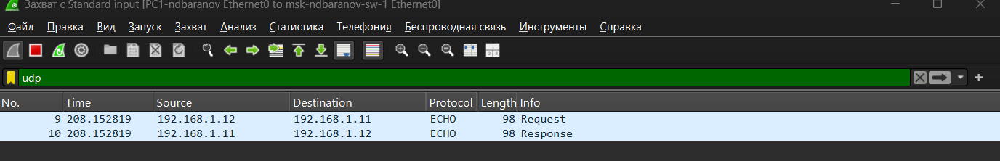 Захват с Standard input [PC1-ndbaranov Ethernet0 to msk-ndbaranov-sw-1 Ethernet0]
Файл Правка Вид Запуск Захват Анализ Статистика Телефония Беспроводная связь Инструменты Справка
udp
No. Time Source Destination Protocol Length Info
9 208.152819 192.168.1.12 192.168.1.11 ECHO 98 Request
10 208.152819 192.168.1.11 192.168.1.12 ECHO 98 Response